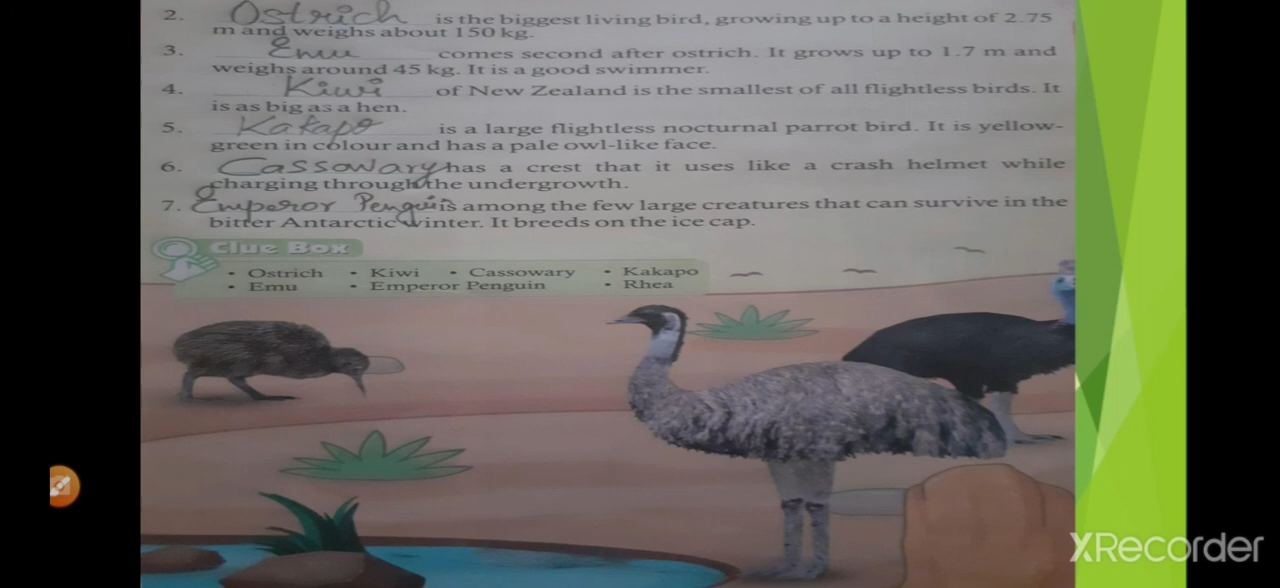 2. Ostrich is the biggest living bird, growing up to a height of 2.75
m and weighs about 150 kg.
3. Emu comes second after ostrich. It grows up to 1.7 m and
weighs around 45 kg. It is a good swimmer.
4. Kiwi of New Zealand is the smallest of all flightless birds. It
is as big as a hen.
5. Kakapo is a large flightless nocturnal parrot bird. It is yellow-
green in colour and has a pale owl-like face.
6. Cassowary has a crest that it uses like a crash helmet while
charging through the undergrowth.
7. Emperor Penguin is among the few large creatures that can survive in the
bitter Antarctic winter. It breeds on the ice cap.
Clue Box
• Ostrich • Kiwi • Cassowary • Kakapo
• Emu • Emperor Penguin • Rhea
XRecorder